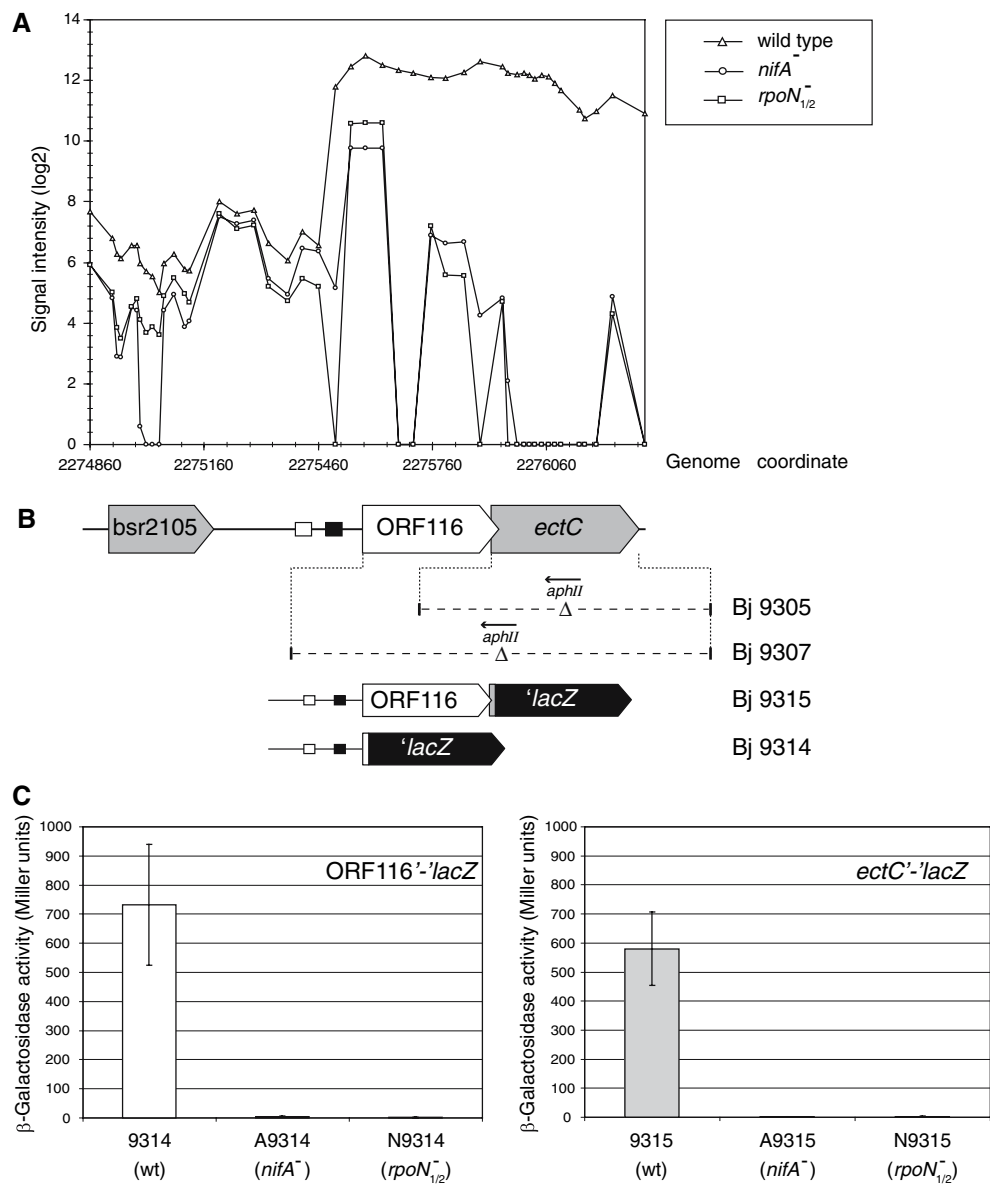 A
14
12
10
8
6
4
2
0
Signal intensity (log2)
2274860 2275160 2275460 2275760 2276060 Genome coordinate
wild type
nifA⁻
rpoN₁/₂⁻
B
bsr2105 ORF116 ectC
aphII
Δ
Bj 9305
aphII
Δ
Bj 9307
ORF116 'lacZ Bj 9315
'lacZ Bj 9314
C
β-Galactosidase activity (Miller units)
1000
900
800
700
600
500
400
300
200
100
0
ORF116'-'lacZ
9314 A9314 N9314
(wt) (nifA⁻) (rpoN₁/₂⁻)
β-Galactosidase activity (Miller units)
1000
900
800
700
600
500
400
300
200
100
0
ectC'-'lacZ
9315 A9315 N9315
(wt) (nifA⁻) (rpoN₁/₂⁻)